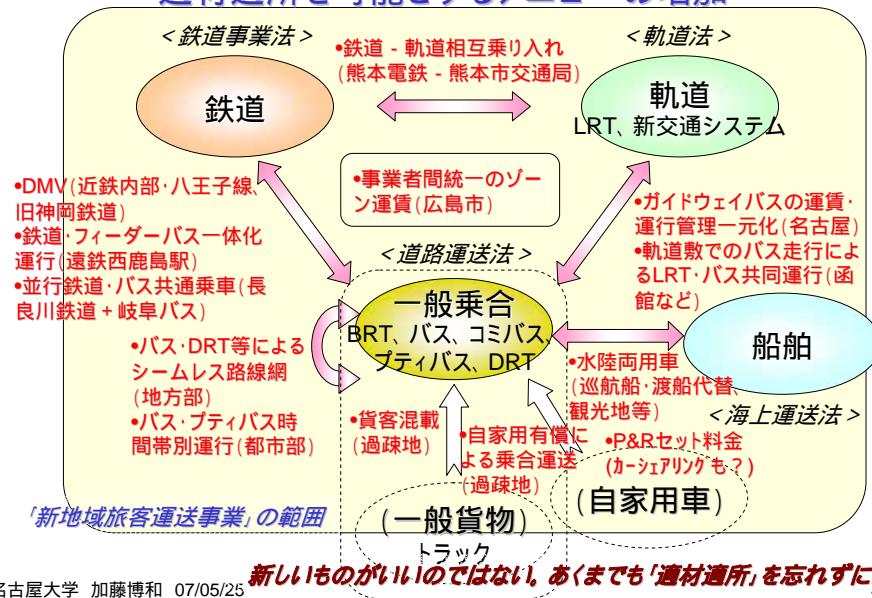 適材適所を可能とするメニューの増加
<鉄道事業法>
<軌道法>
•鉄道 - 軌道相互乗り入れ
(熊本電鉄 - 熊本市交通局)
鉄道
軌道
LRT、新交通システム
•DMV(近鉄内部･八王子線、
旧神岡鉄道)
•鉄道･フィーダーバス一体化
運行(遠鉄西鹿島駅)
•並行鉄道･バス共通乗車(長
良川鉄道+岐阜バス)
•事業者間統一のゾー
ン運賃(広島市)
•ガイドウェイバスの運賃･
運行管理一元化(名古屋)
•軌道敷でのバス走行によ
るLRT･バス共同運行(函
館など)
<道路運送法>
一般乗合
BRT、バス、コミバス、
プティバス、DRT
船舶
<海上運送法>
•バス･DRT等による
シームレス路線網
(地方部)
•バス･プティバス時
間帯別運行(都市部)
•水陸両用車
(巡航船･渡船代替、
観光地等)
•貨客混載
(過疎地)
•自家用有償に
よる乗合運送
(過疎地)
•P&Rセット料金
(カーシェアリングも?)
(自家用車)
(一般貨物)
トラック
「新地域旅客運送事業」の範囲
名古屋大学 加藤博和 07/05/25
新しいものがいいのではない。あくまでも「適材適所」を忘れずに